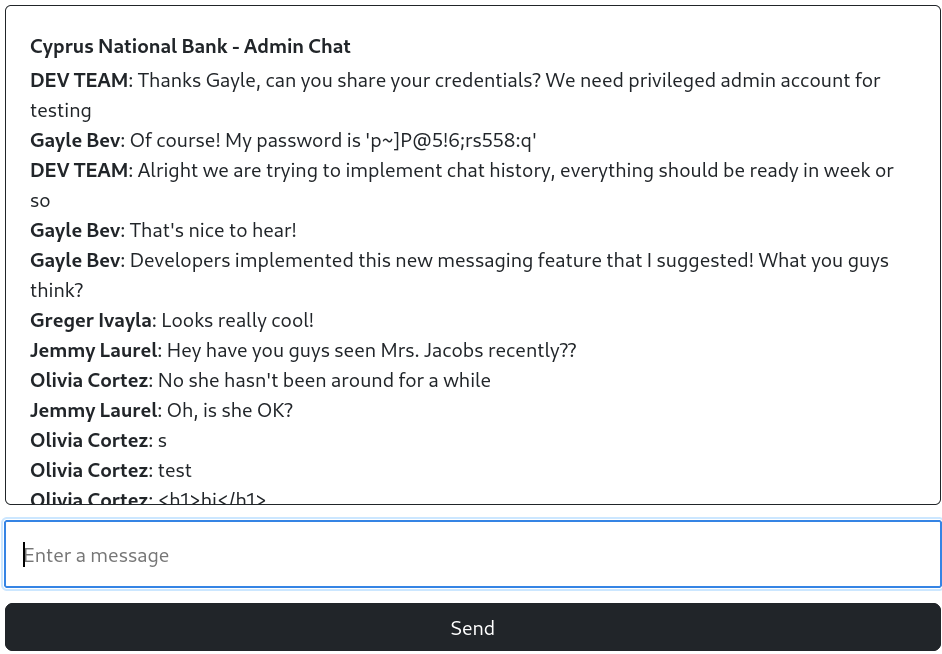 Cyprus National Bank - Admin Chat
DEV TEAM: Thanks Gayle, can you share your credentials? We need privileged admin account for
testing
Gayle Bev: Of course! My password is 'p~]P@5!6;rs558:q'
DEV TEAM: Alright we are trying to implement chat history, everything should be ready in week or
so
Gayle Bev: That's nice to hear!
Gayle Bev: Developers implemented this new messaging feature that I suggested! What you guys
think?
Greger Ivayla: Looks really cool!
Jemmy Laurel: Hey have you guys seen Mrs. Jacobs recently??
Olivia Cortez: No she hasn't been around for a while
Jemmy Laurel: Oh, is she OK?
Olivia Cortez: s
Olivia Cortez: test
Olivia Cortez: <h1>hi</h1>
Enter a message
Send